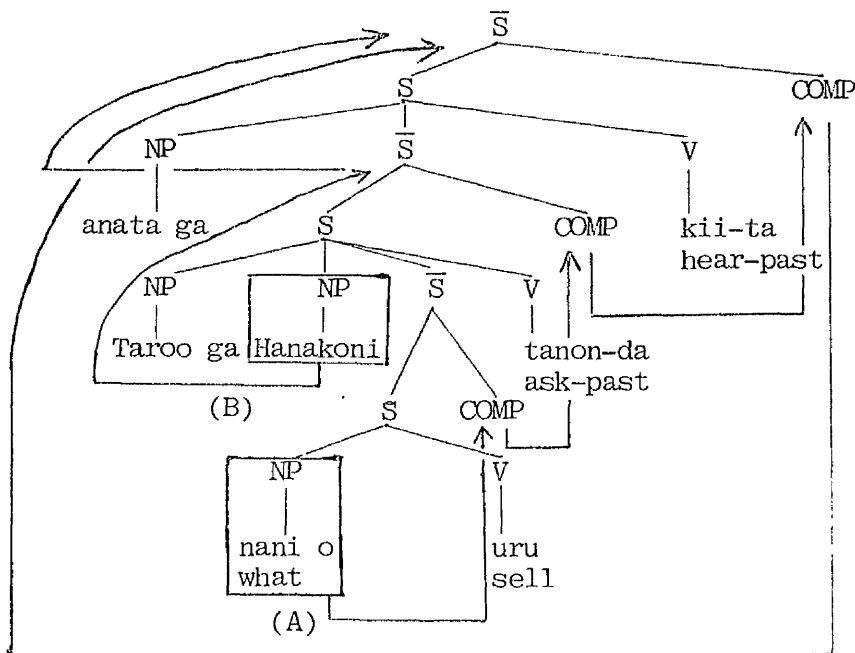 S̅
S COMP
NP S̅ V
anata ga S COMP kii-ta
hear-past
NP NP S̅ V
Taroo ga Hanakoni tanon-da
ask-past
(B) S COMP
NP V
nani o uru
what sell
(A)